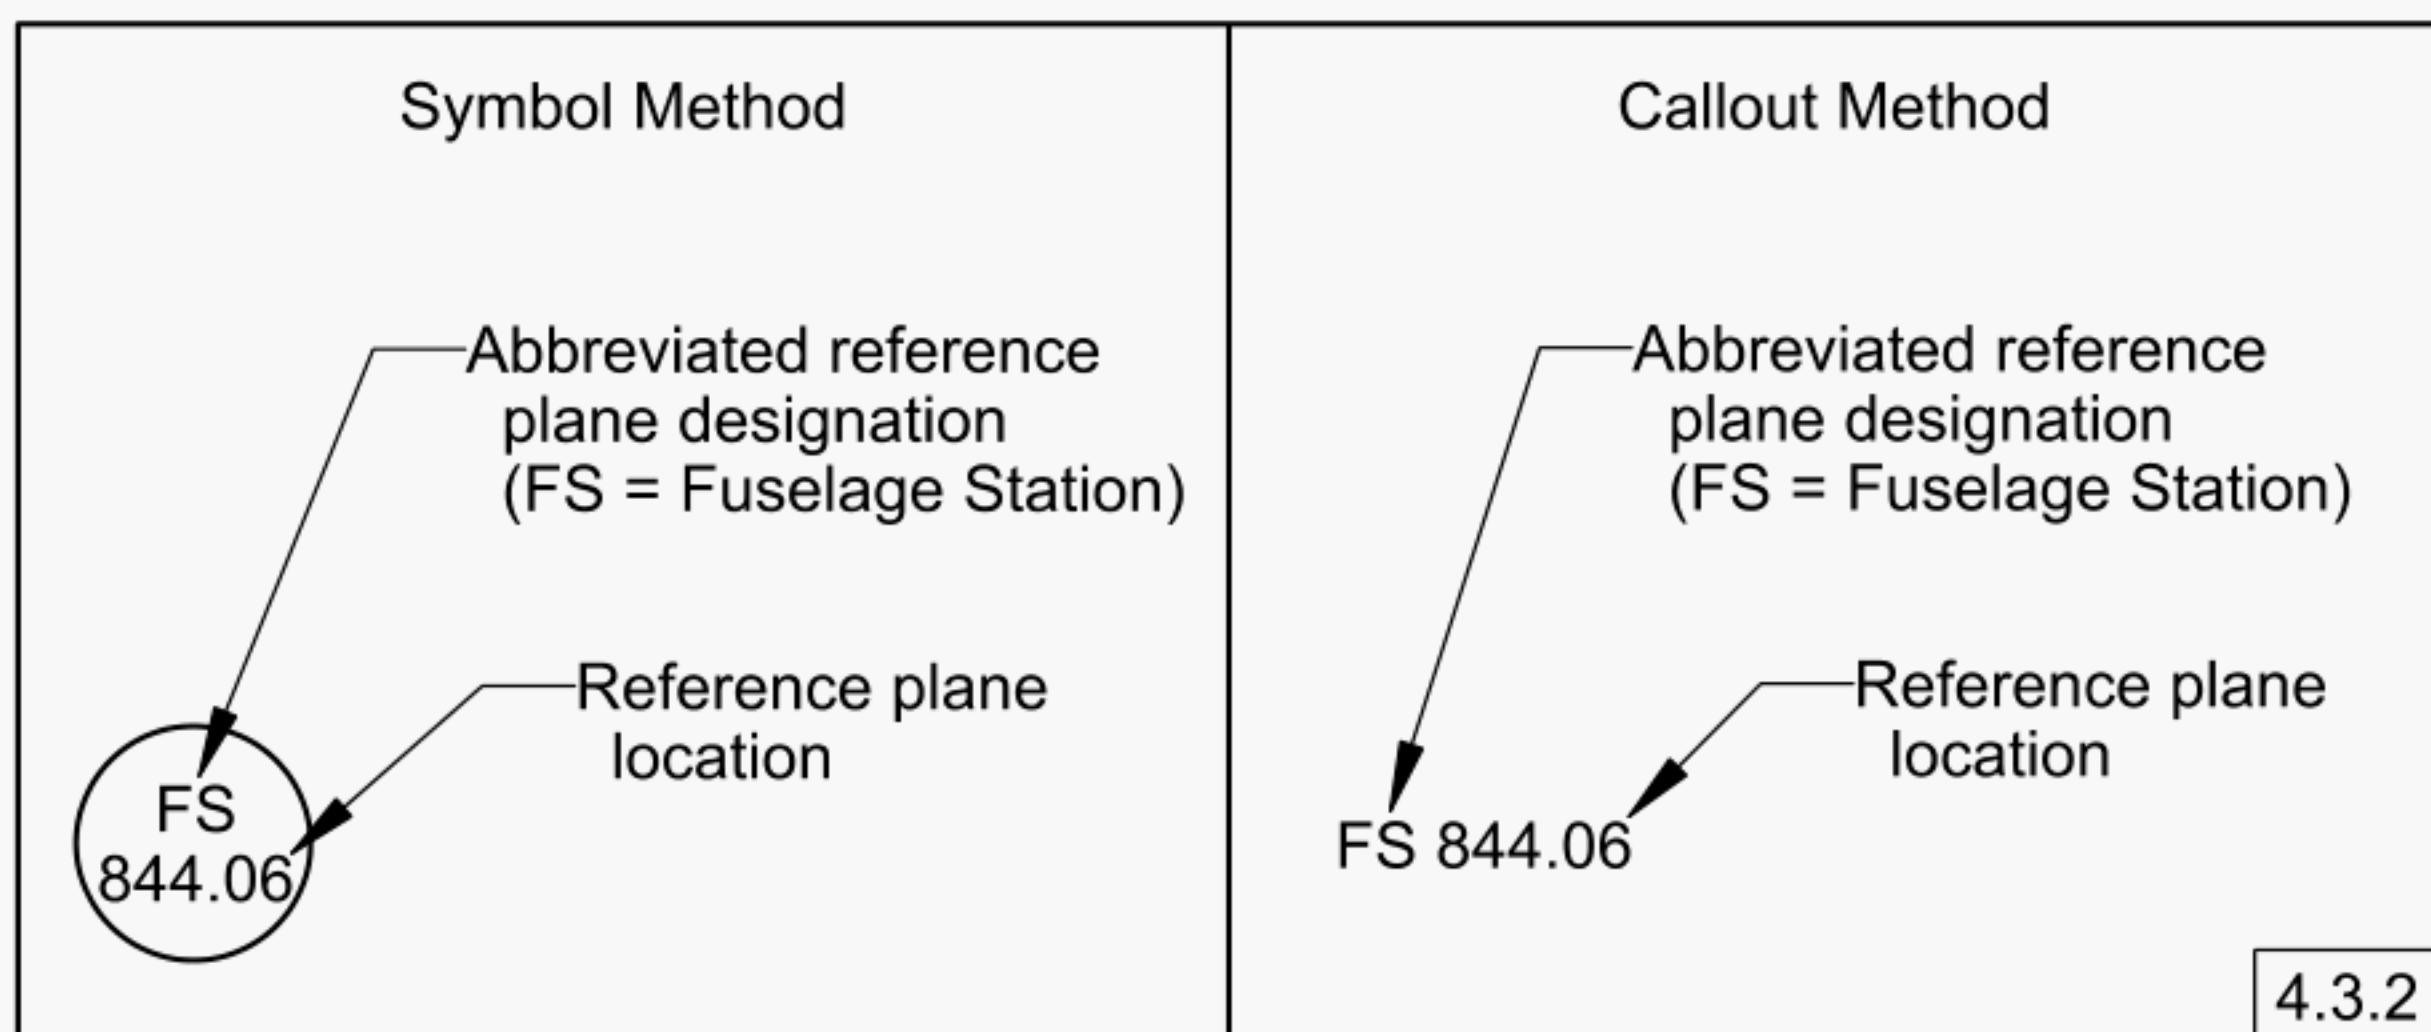 Symbol Method
Abbreviated reference
plane designation
(FS = Fuselage Station)
Reference plane
location
FS
844.06
Callout Method
Abbreviated reference
plane designation
(FS = Fuselage Station)
Reference plane
location
FS 844.06
4.3.2